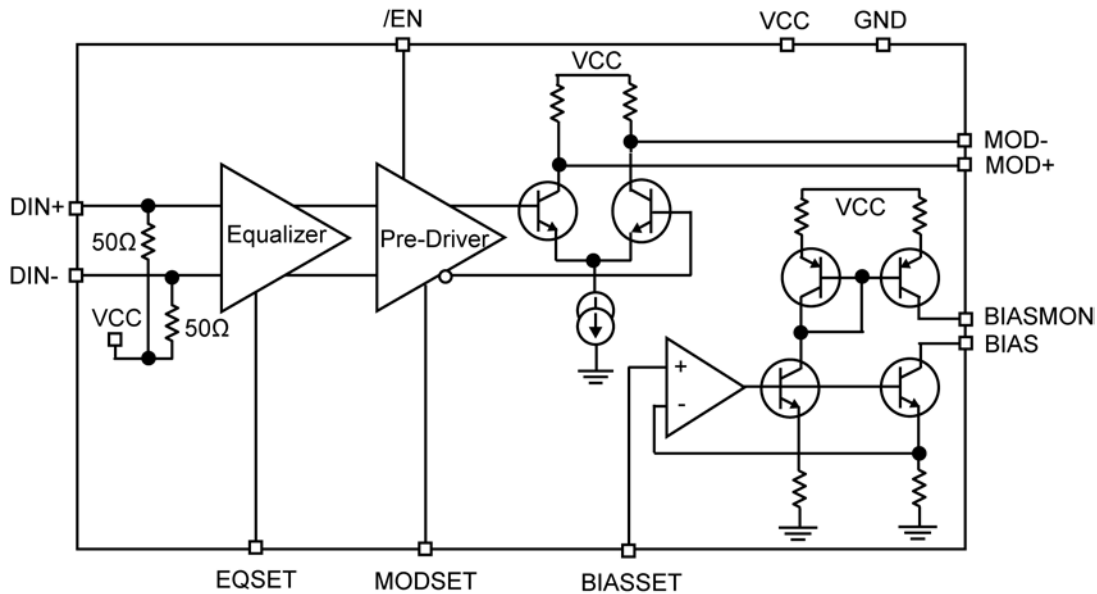 /EN
VCC
GND
VCC
MOD-
MOD+
DIN+
50Ω
Equalizer
Pre-Driver
VCC
DIN-
VCC
50Ω
BIASMONI
BIAS
+
-
EQSET
MODSET
BIASSET